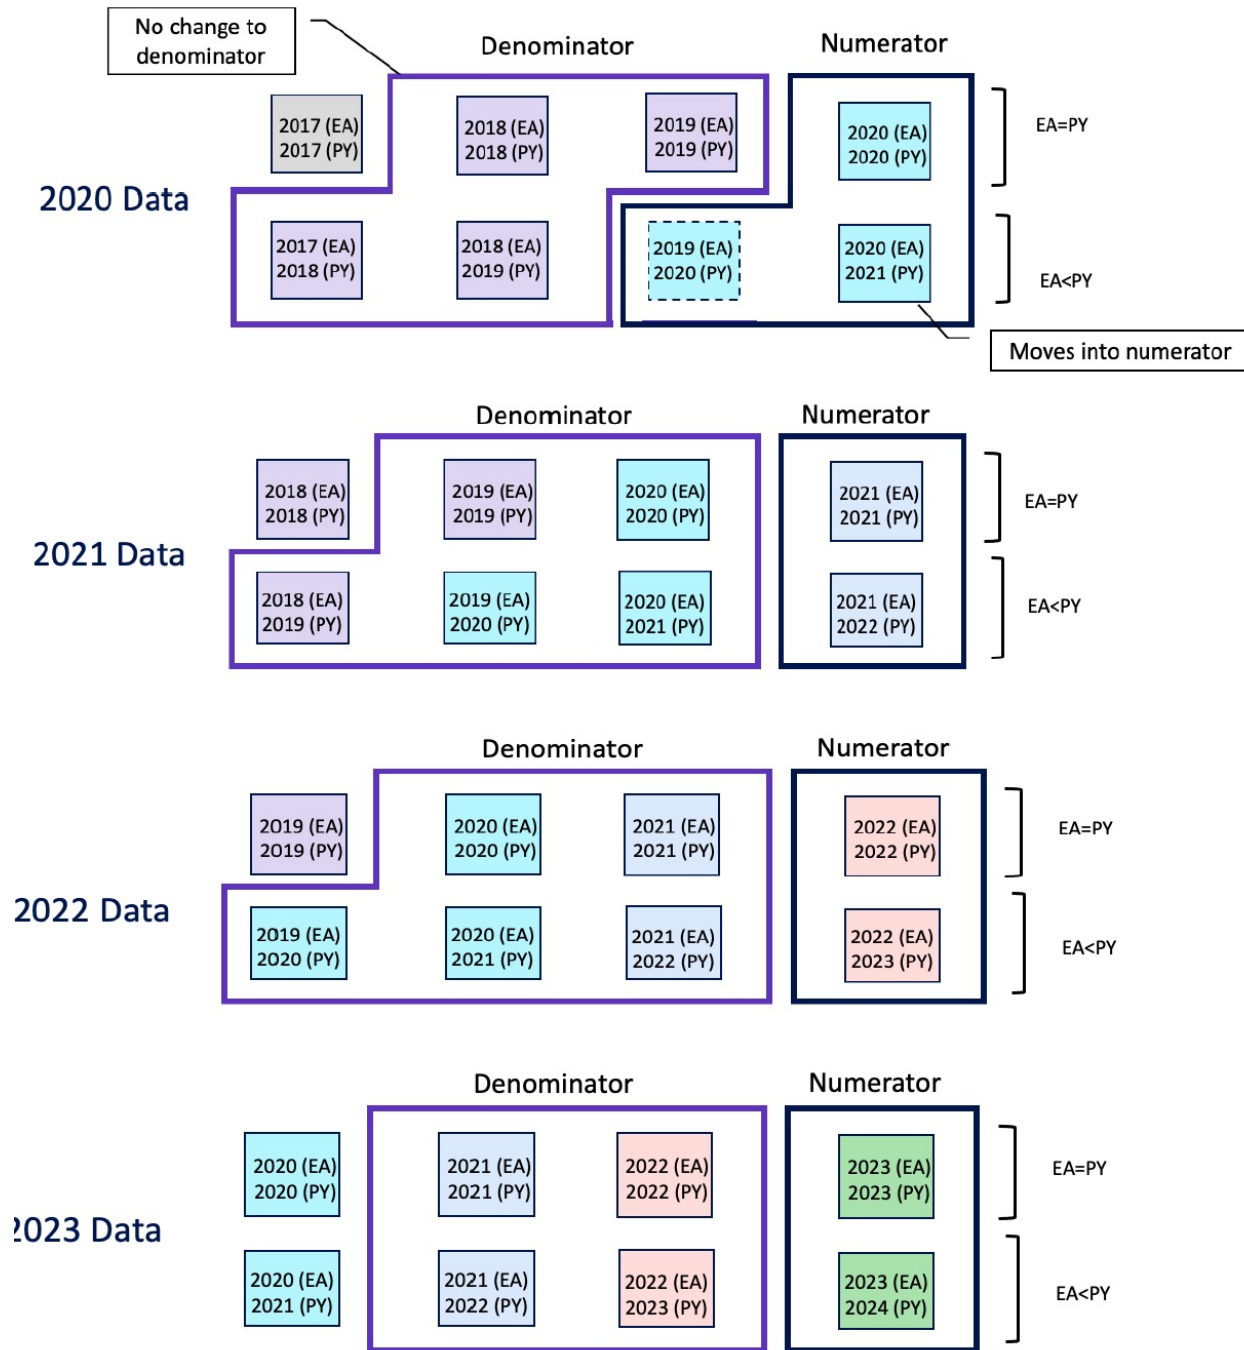 No change to
denominator
Denominator
Numerator
2017 (EA)
2017 (PY)
2018 (EA)
2018 (PY)
2019 (EA)
2019 (PY)
2020 (EA)
2020 (PY)
EA=PY
2020 Data
2017 (EA)
2018 (PY)
2018 (EA)
2019 (PY)
2019 (EA)
2020 (PY)
2020 (EA)
2021 (PY)
EA<PY
Moves into numerator
Denominator
Numerator
2018 (EA)
2018 (PY)
2019 (EA)
2019 (PY)
2020 (EA)
2020 (PY)
2021 (EA)
2021 (PY)
EA=PY
2021 Data
2018 (EA)
2019 (PY)
2019 (EA)
2020 (PY)
2020 (EA)
2021 (PY)
2021 (EA)
2022 (PY)
EA<PY
Denominator
Numerator
2019 (EA)
2019 (PY)
2020 (EA)
2020 (PY)
2021 (EA)
2021 (PY)
2022 (EA)
2022 (PY)
EA=PY
2022 Data
2019 (EA)
2020 (PY)
2020 (EA)
2021 (PY)
2021 (EA)
2022 (PY)
2022 (EA)
2023 (PY)
EA<PY
Denominator
Numerator
2020 (EA)
2020 (PY)
2021 (EA)
2021 (PY)
2022 (EA)
2022 (PY)
2023 (EA)
2023 (PY)
EA=PY
2023 Data
2020 (EA)
2021 (PY)
2021 (EA)
2022 (PY)
2022 (EA)
2023 (PY)
2023 (EA)
2024 (PY)
EA<PY